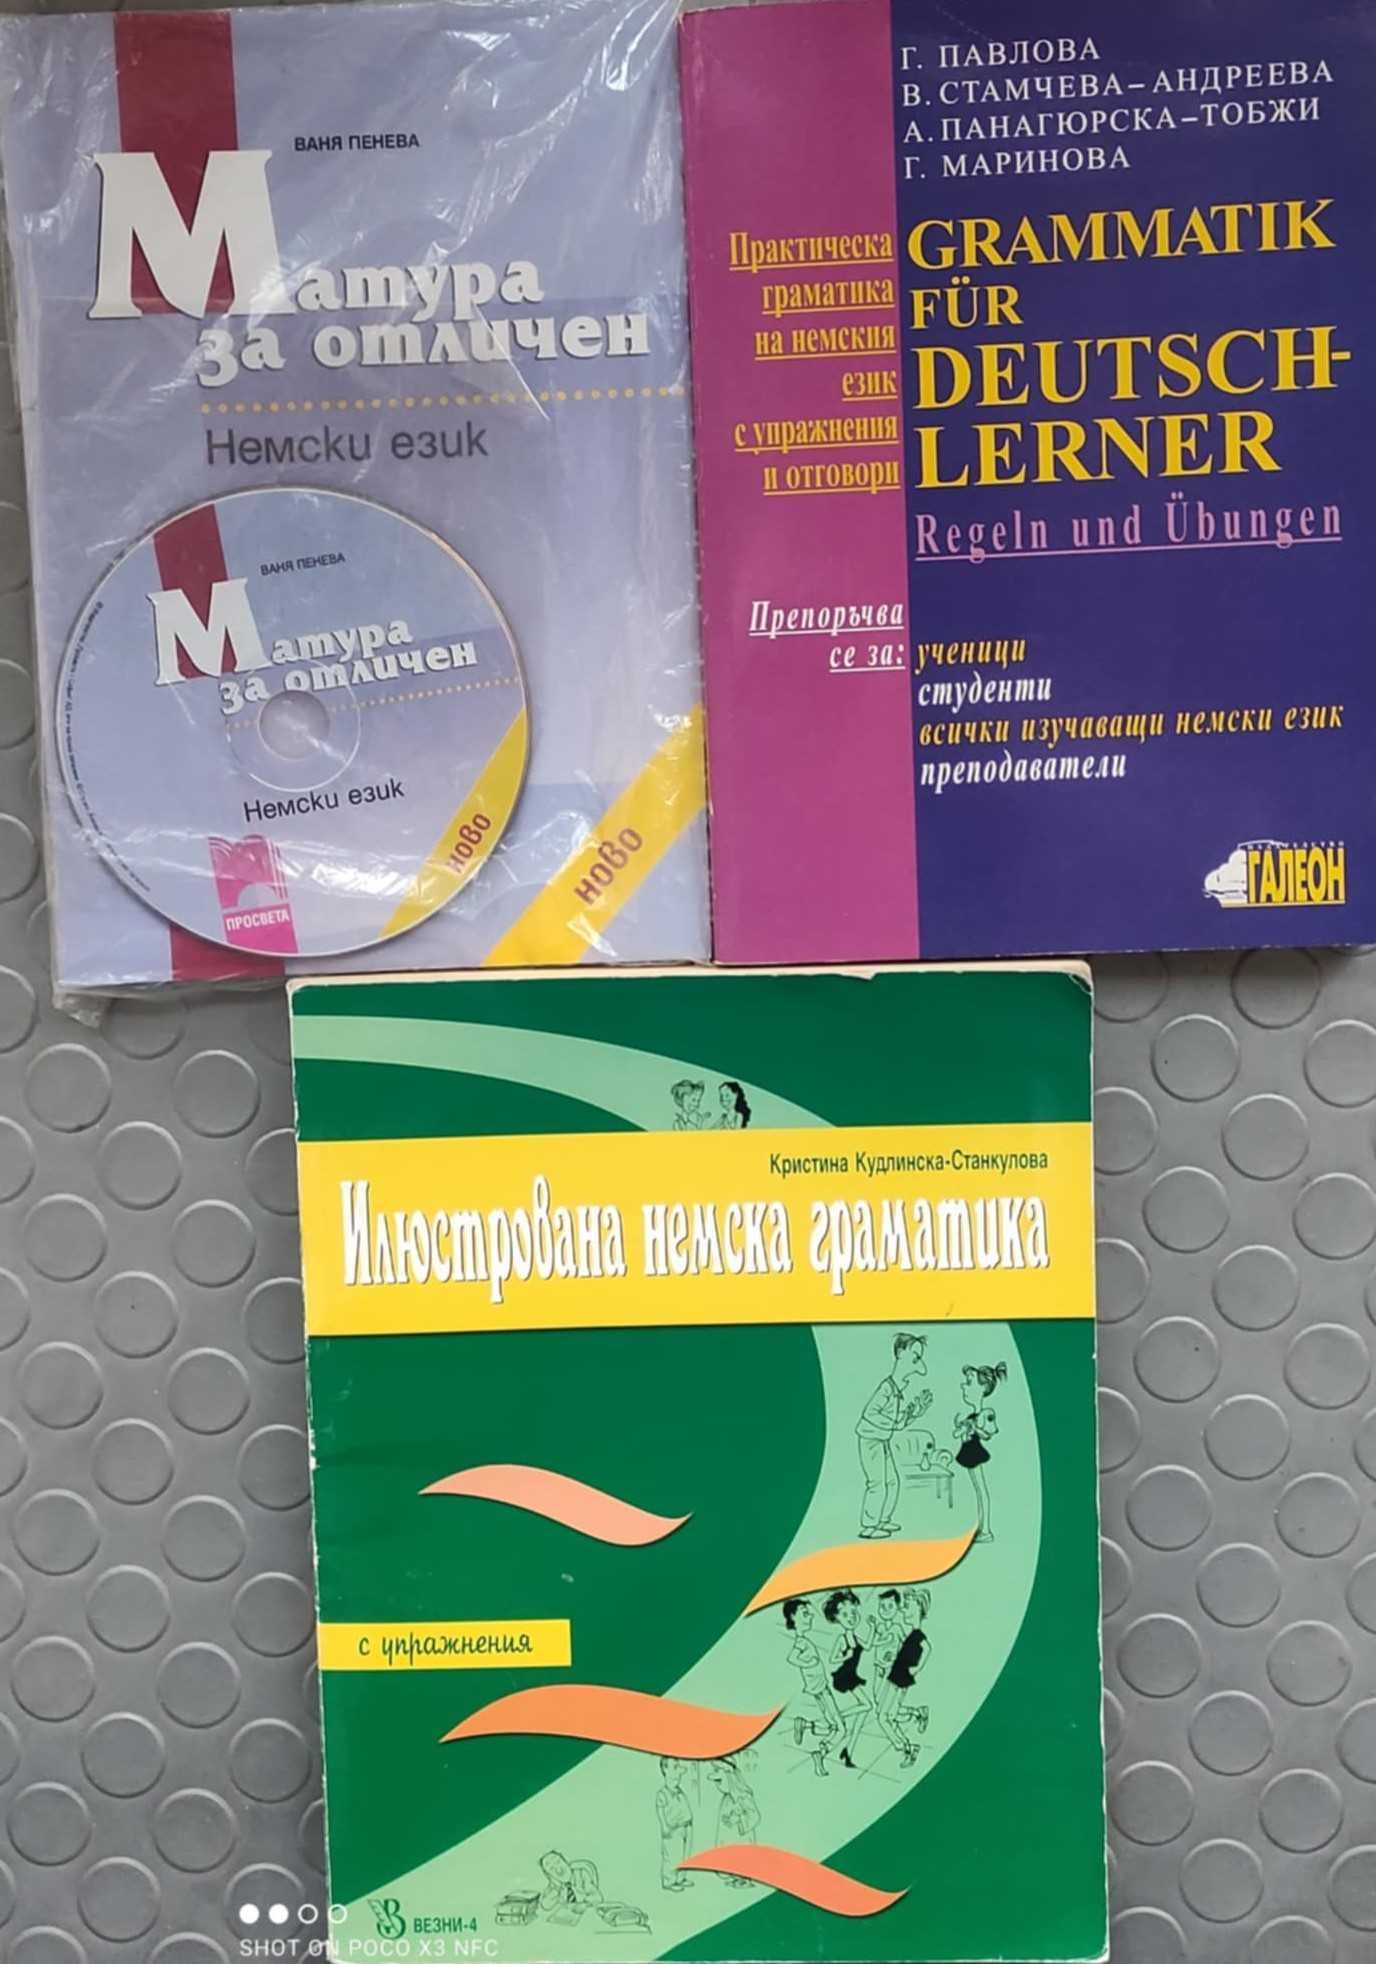 ВАНЯ ПЕНЕВА
Матура
за отличен
Немски език
ново
ВАНЯ ПЕНЕВА
Матура
за отличен
Немски език
ново
ПРОСВЕТА
Г. ПАВЛОВА
В. СТАМЧЕВА–АНДРЕЕВА
А. ПАНАГЮРСКА–ТОБЖИ
Г. МАРИНОВА
Практическа
граматика
на немския
език
с упражнения
и отговори
GRAMMATIK
FÜR
DEUTSCH-
LERNER
Regeln und Übungen
Препоръчва
се за:
ученици
студенти
всички изучаващи немски език
преподаватели
ИЗДАТЕЛСТВО
ГАЛЕОН
Кристина Кудлинска-Станкулова
Илюстрована немска граматика
с упражнения
ВЕЗНИ-4
SHOT ON POCO X3 NFC